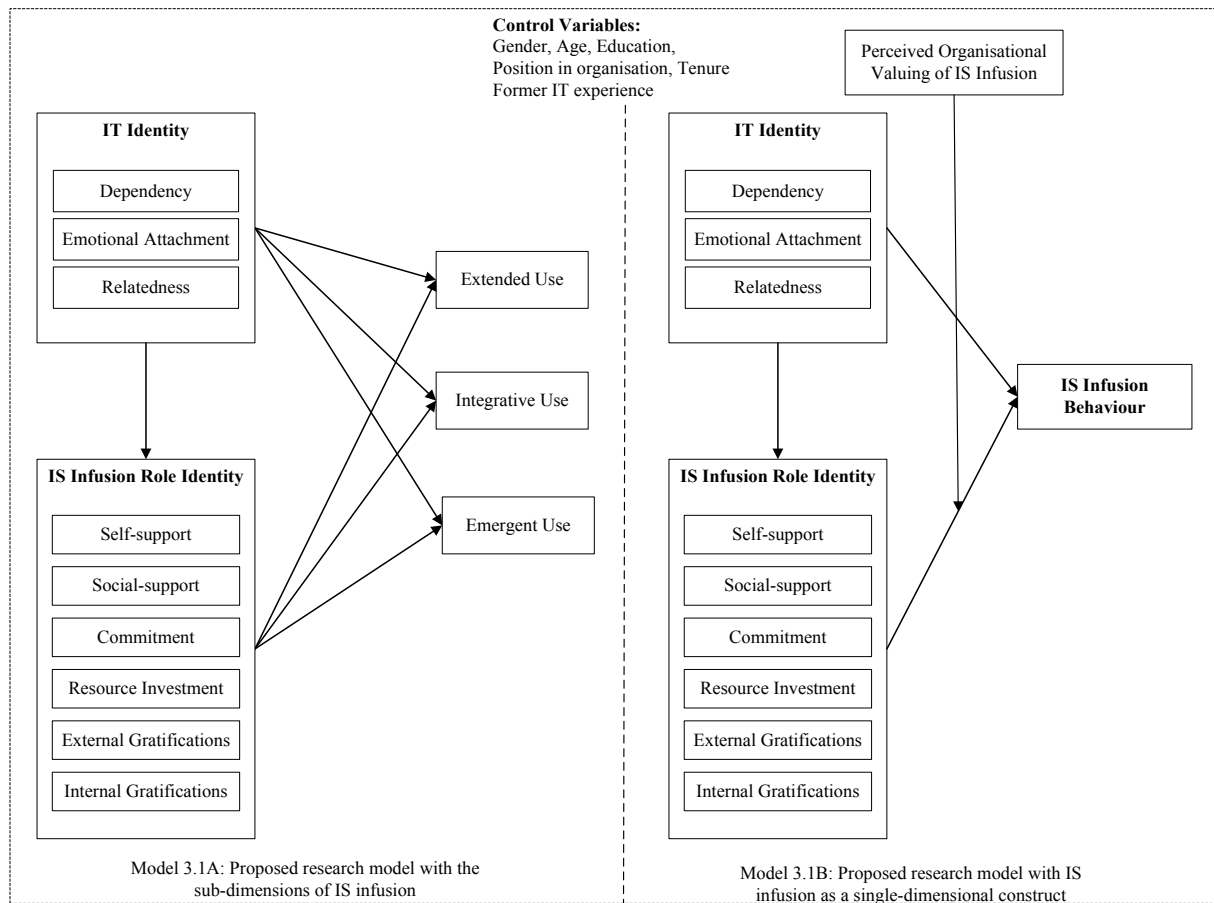 Control Variables:
Gender, Age, Education,
Position in organisation, Tenure
Former IT experience
IT Identity
Dependency
Emotional Attachment
Relatedness
IS Infusion Role Identity
Self-support
Social-support
Commitment
Resource Investment
External Gratifications
Internal Gratifications
Extended Use
Integrative Use
Emergent Use
Model 3.1A: Proposed research model with the
sub-dimensions of IS infusion
Perceived Organisational
Valuing of IS Infusion
IT Identity
Dependency
Emotional Attachment
Relatedness
IS Infusion Role Identity
Self-support
Social-support
Commitment
Resource Investment
External Gratifications
Internal Gratifications
IS Infusion
Behaviour
Model 3.1B: Proposed research model with IS
infusion as a single-dimensional construct